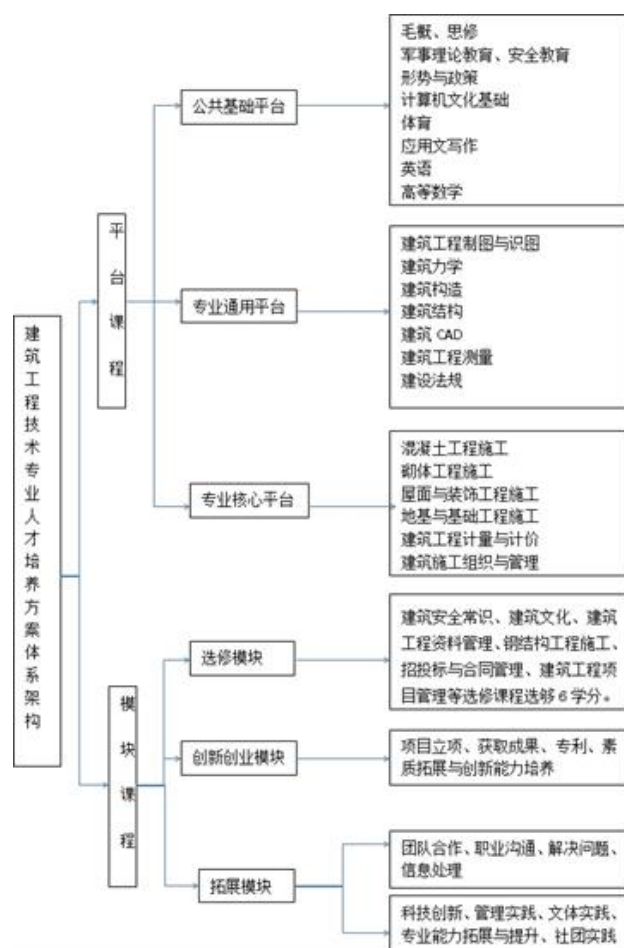 建筑工程技术专业人才培养方案体系架构
平台课程
公共基础平台
毛概、思修
军事理论教育、安全教育
形势与政策
计算机文化基础
体育
应用文写作
英语
高等数学
专业通用平台
建筑工程制图与识图
建筑力学
建筑构造
建筑结构
建筑 CAD
建筑工程测量
建设法规
专业核心平台
混凝土工程施工
砌体工程施工
屋面与装饰工程施工
地基与基础工程施工
建筑工程计量与计价
建筑施工组织与管理
模块课程
选修模块
建筑安全常识、建筑文化、建筑
工程资料管理、钢结构工程施工、
招投标与合同管理、建筑工程项
目管理等选修课程选够 6 学分。
创新创业模块
项目立项、获取成果、专利、素
质拓展与创新能力培养
拓展模块
团队合作、职业沟通、解决问题、
信息处理
科技创新、管理实践、文体实践、
专业能力拓展与提升、社团实践